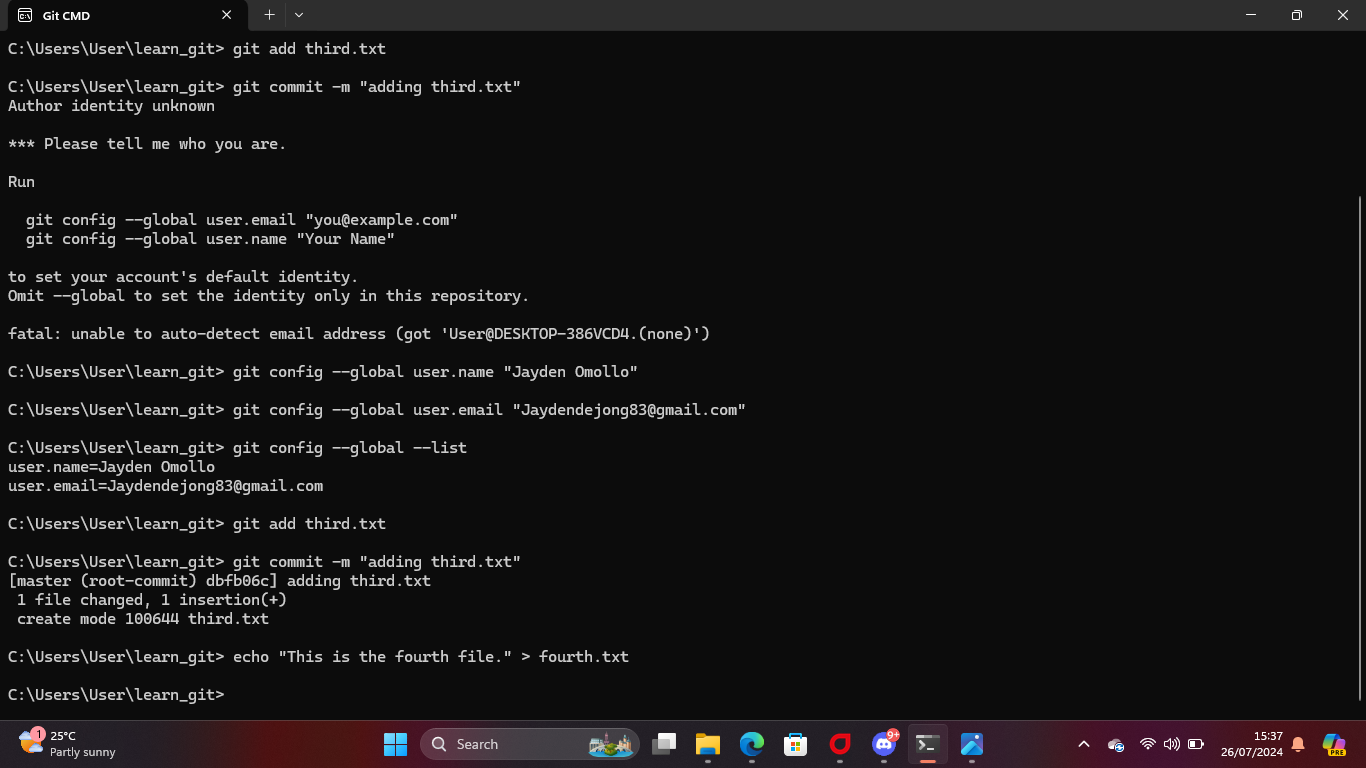 Git CMD
C:\Users\User\learn_git> git add third.txt
C:\Users\User\learn_git> git commit -m "adding third.txt"
Author identity unknown
*** Please tell me who you are.
Run
  git config --global user.email "you@example.com"
  git config --global user.name "Your Name"
to set your account's default identity.
Omit --global to set the identity only in this repository.
fatal: unable to auto-detect email address (got 'User@DESKTOP-386VCD4.(none)')
C:\Users\User\learn_git> git config --global user.name "Jayden Omollo"
C:\Users\User\learn_git> git config --global user.email "Jaydendejong83@gmail.com"
C:\Users\User\learn_git> git config --global --list
user.name=Jayden Omollo
user.email=Jaydendejong83@gmail.com
C:\Users\User\learn_git> git add third.txt
C:\Users\User\learn_git> git commit -m "adding third.txt"
[master (root-commit) dbfb06c] adding third.txt
 1 file changed, 1 insertion(+)
 create mode 100644 third.txt
C:\Users\User\learn_git> echo "This is the fourth file." > fourth.txt
C:\Users\User\learn_git>
1
25°C
Partly sunny
Search
9+
15:37
26/07/2024
PRE